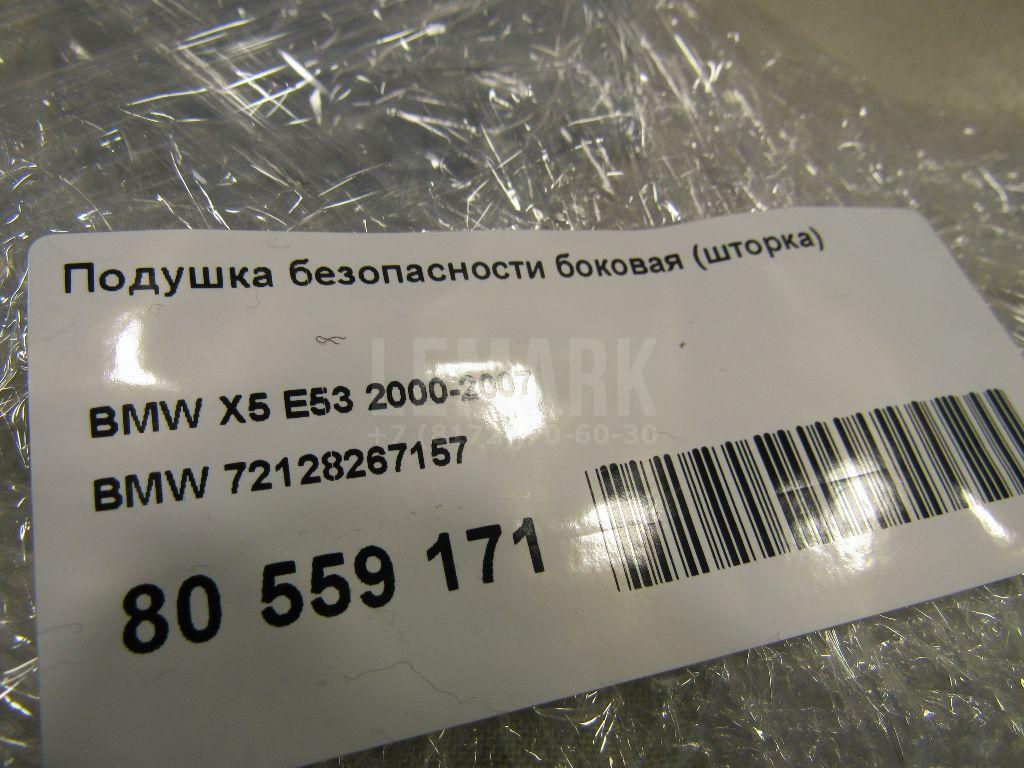 Подушка безопасности боковая (шторка)
BMW X5 E53 2000-2007
LEMARK
BMW 72128267157
80 559 171